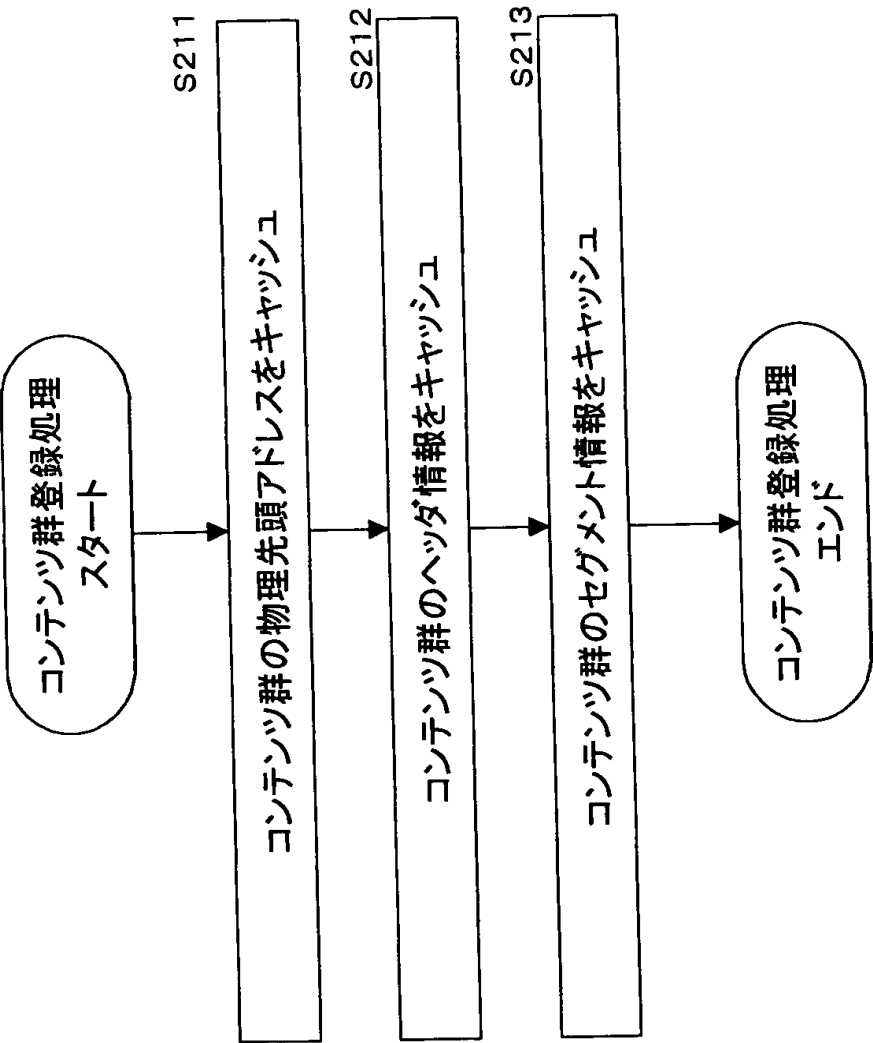 コンテンツ群登録処理
スタート
S211
コンテンツ群の物理先頭アドレスをキャッシュ
S212
コンテンツ群のヘッダ情報をキャッシュ
S213
コンテンツ群のセグメント情報をキャッシュ
コンテンツ群登録処理
エンド